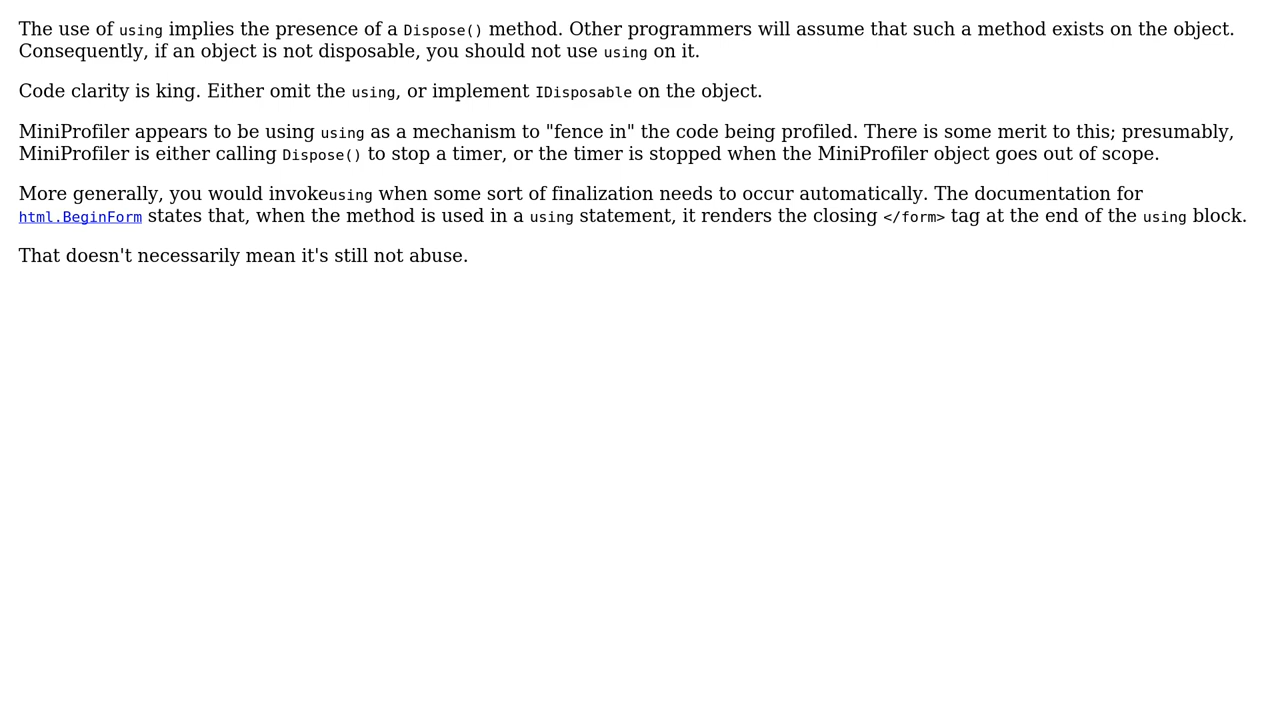 The use of using implies the presence of a Dispose() method. Other programmers will assume that such a method exists on the object.
Consequently, if an object is not disposable, you should not use using on it.
Code clarity is king. Either omit the using, or implement IDisposable on the object.
MiniProfiler appears to be using using as a mechanism to "fence in" the code being profiled. There is some merit to this; presumably,
MiniProfiler is either calling Dispose() to stop a timer, or the timer is stopped when the MiniProfiler object goes out of scope.
More generally, you would invokeusing when some sort of finalization needs to occur automatically. The documentation for
html.BeginForm states that, when the method is used in a using statement, it renders the closing </form> tag at the end of the using block.
That doesn't necessarily mean it's still not abuse.